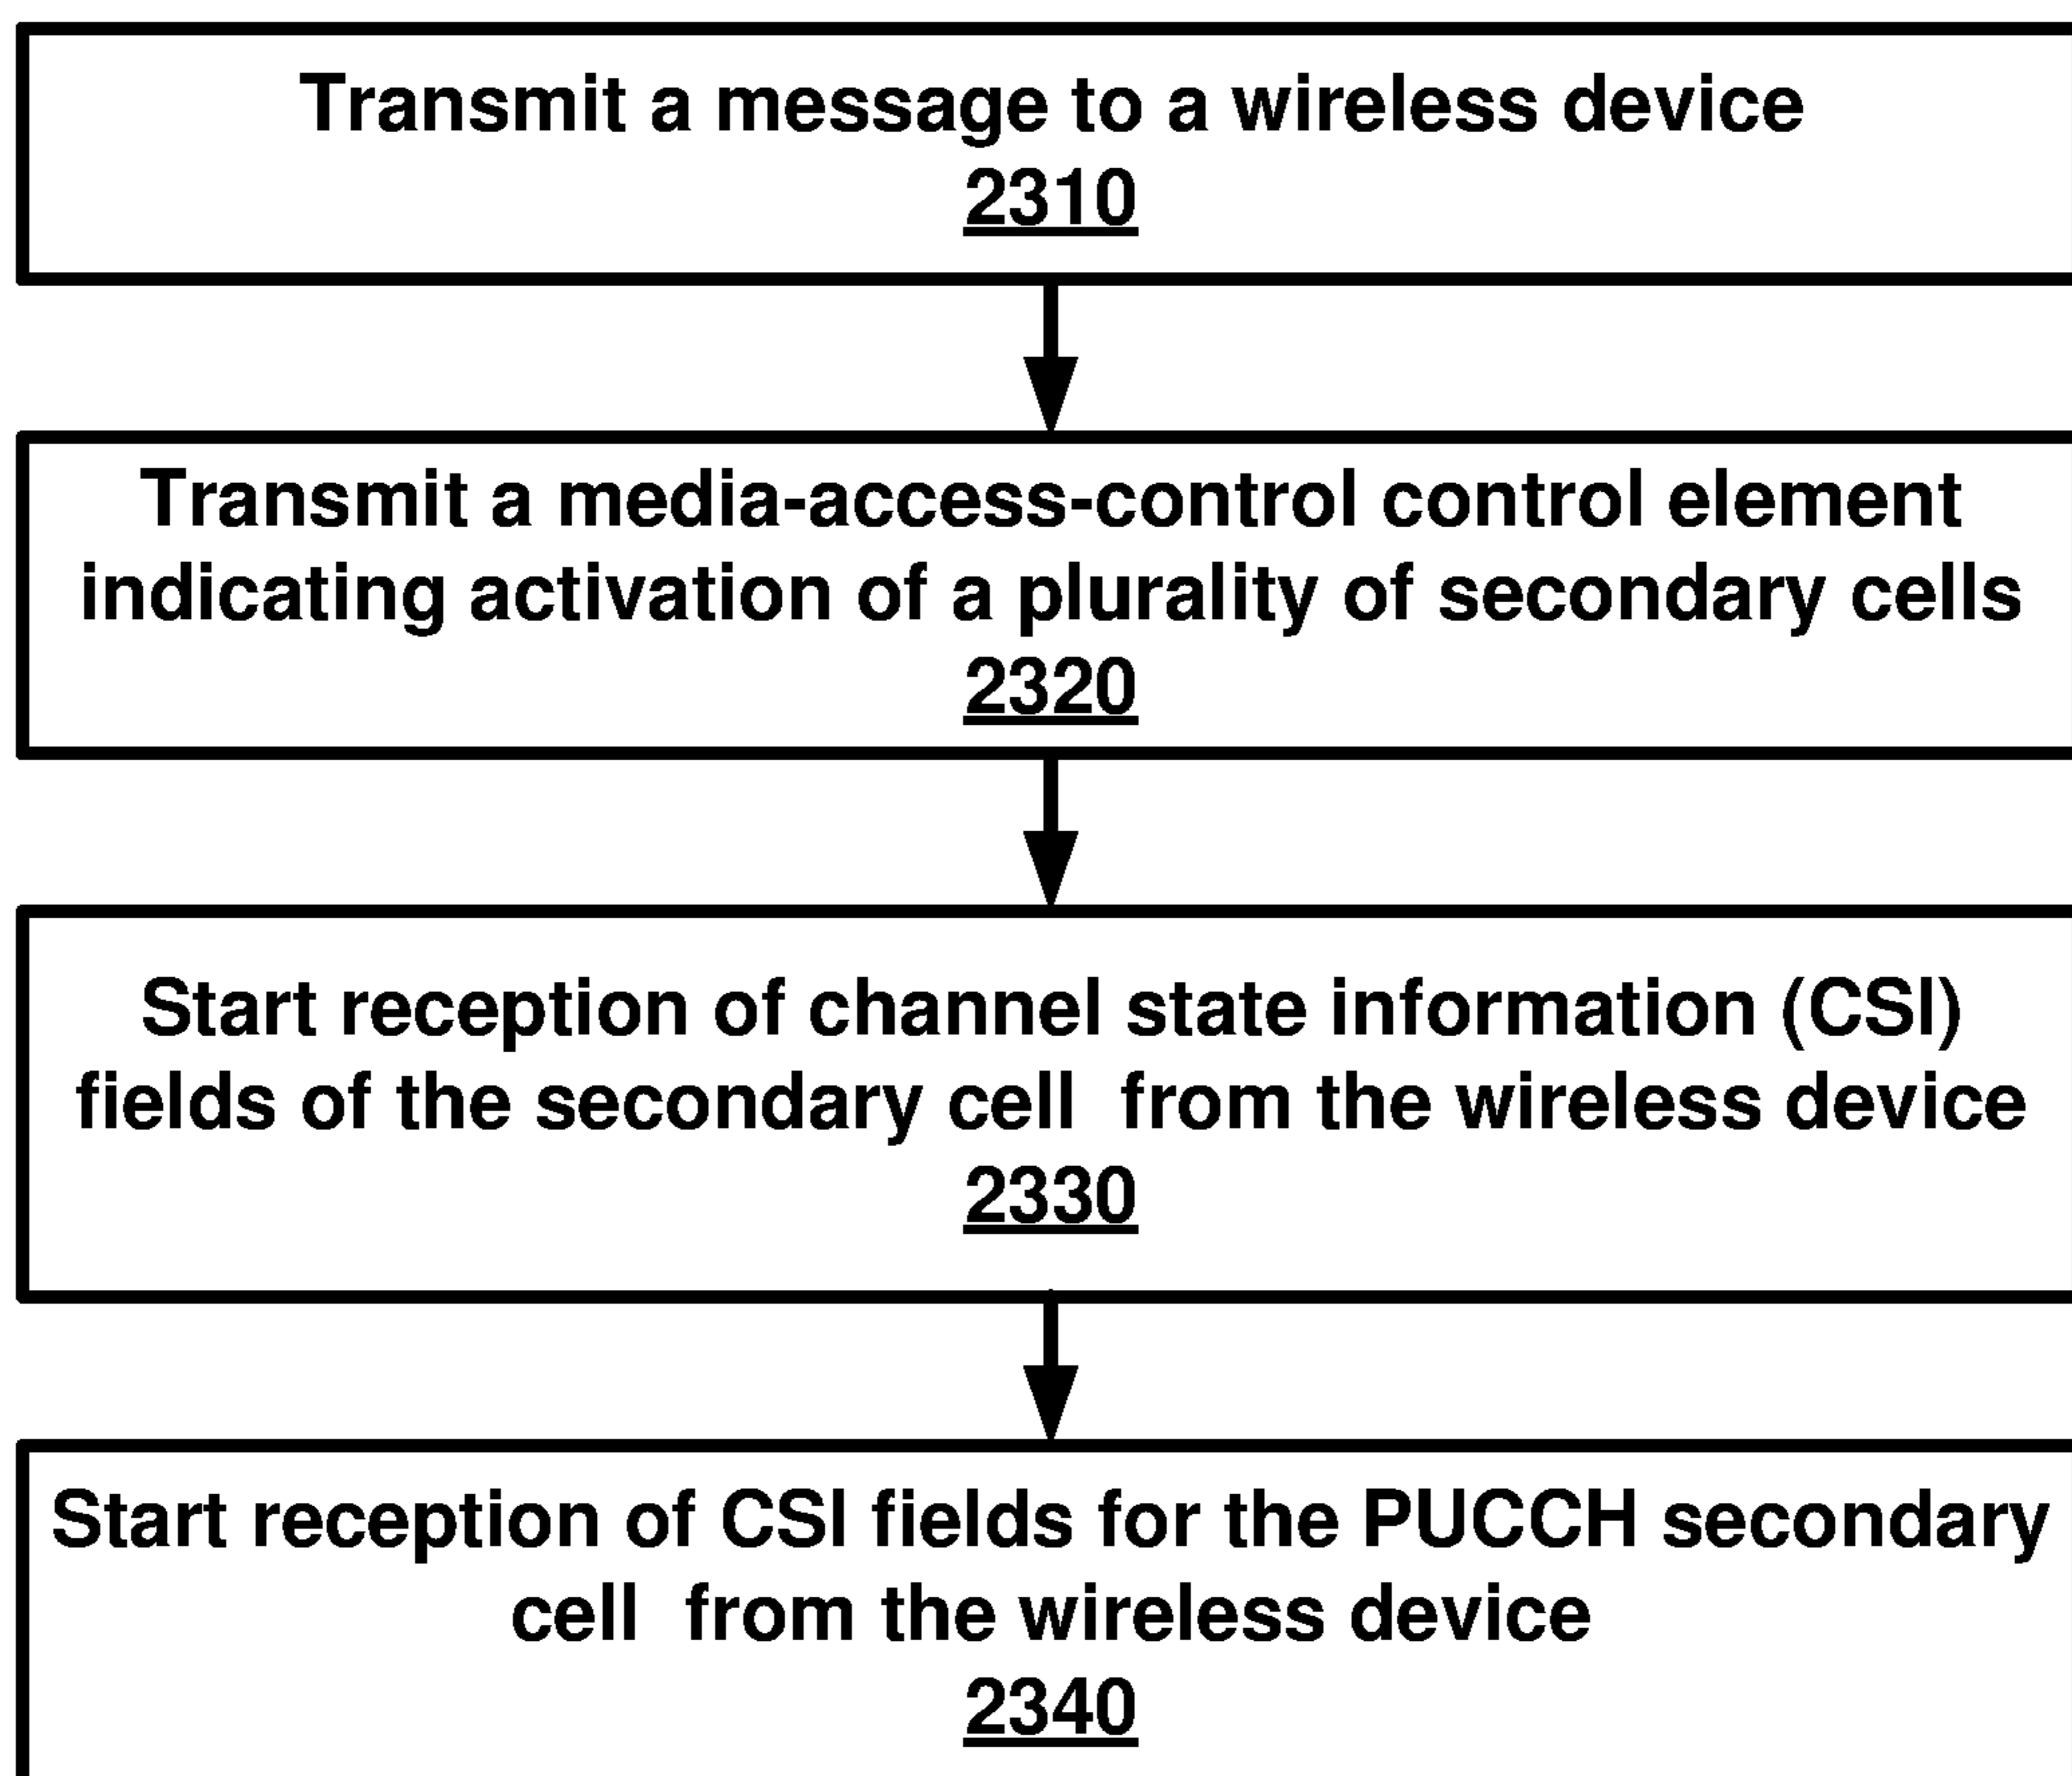 Transmit a message to a wireless device
2310
Transmit a media-access-control control element
indicating activation of a plurality of secondary cells
2320
Start reception of channel state information (CSI)
fields of the secondary cell from the wireless device
2330
Start reception of CSI fields for the PUCCH secondary
cell from the wireless device
2340